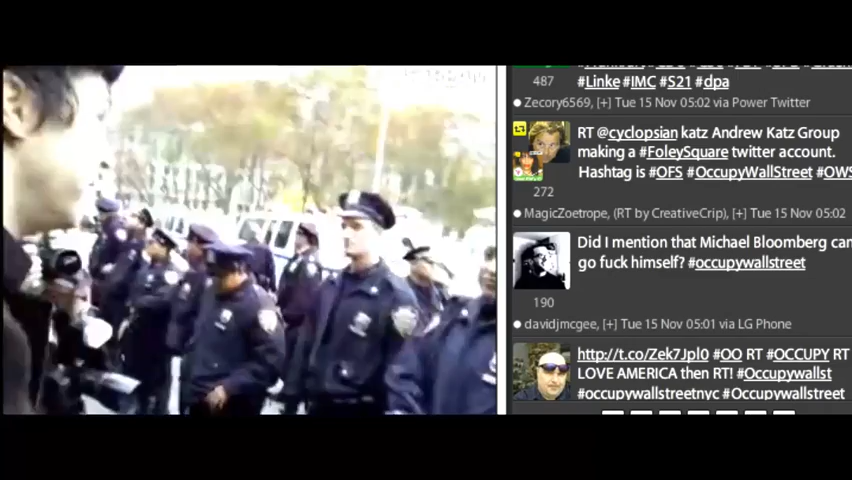 487
#Linke #IMC #S21 #dpa
Zecory6569, [+] Tue 15 Nov 05:02 via Power Twitter
RT @cyclopsian katz Andrew Katz Group
making a #FoleySquare twitter account.
Hashtag is #OFS #OccupyWallStreet #OWS
272
MagicZoetrope, (RT by CreativeCrip), [+] Tue 15 Nov 05:02
Did I mention that Michael Bloomberg can
go fuck himself? #occupywallstreet
190
davidjmcgee, [+] Tue 15 Nov 05:01 via LG Phone
http://t.co/Zek7Jpl0 #OO RT #OCCUPY RT
LOVE AMERICA then RT! #Occupywallst
#occupywallstreetnyc #Occupywallstreet